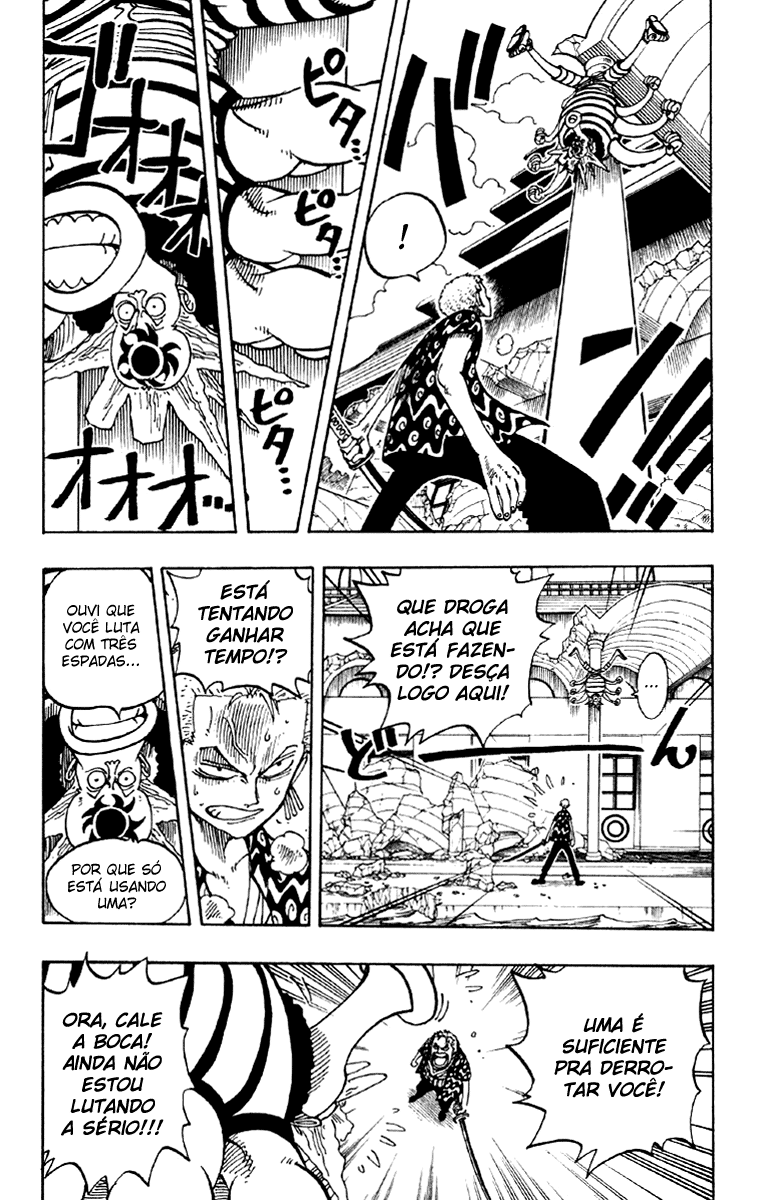 !
ピタ…
ピタ…
ピタ…
オオオ
オオオ…
QUE DROGA
ACHA QUE
ESTÁ FAZEN-
DO!? DESÇA
LOGO AQUI!
...
どーん
ESTÁ
TENTANDO
GANHAR
TEMPO!?
OUVI QUE
VOCÊ LUTA
COM TRÊS
ESPADAS...
POR QUE SÓ
ESTÁ USANDO
UMA?
UMA É
SUFICIENTE
PRA DERRO-
TAR VOCÊ!
ORA, CALE
A BOCA!
AINDA NÃO
ESTOU
LUTANDO
A SÉRIO!!!